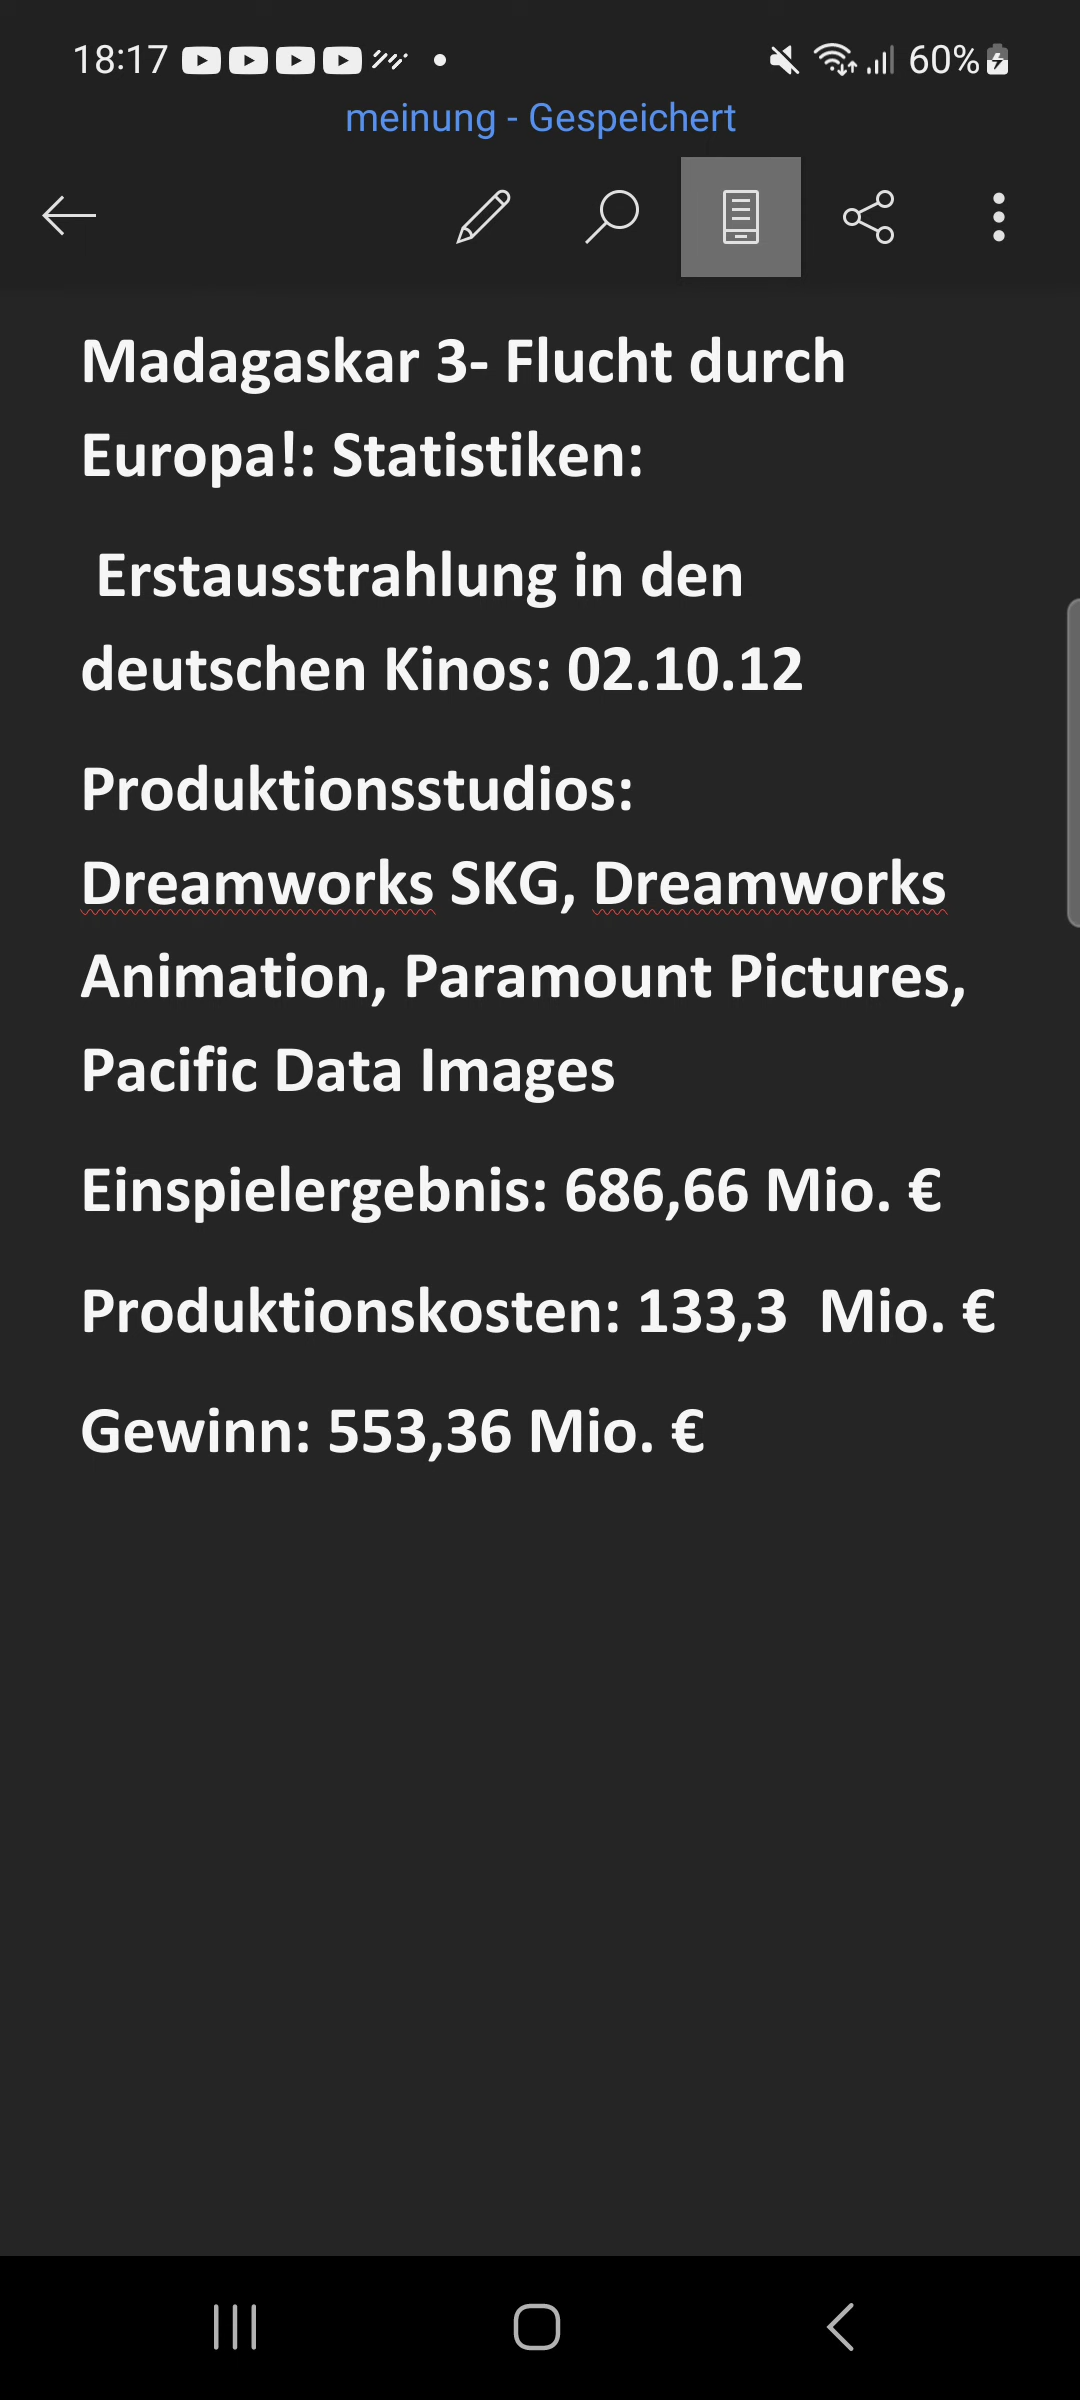 18:17
60%
meinung - Gespeichert
Madagaskar 3- Flucht durch
Europa!: Statistiken:
Erstausstrahlung in den
deutschen Kinos: 02.10.12
Produktionsstudios:
Dreamworks SKG, Dreamworks
Animation, Paramount Pictures,
Pacific Data Images
Einspielergebnis: 686,66 Mio. €
Produktionskosten: 133,3  Mio. €
Gewinn: 553,36 Mio. €